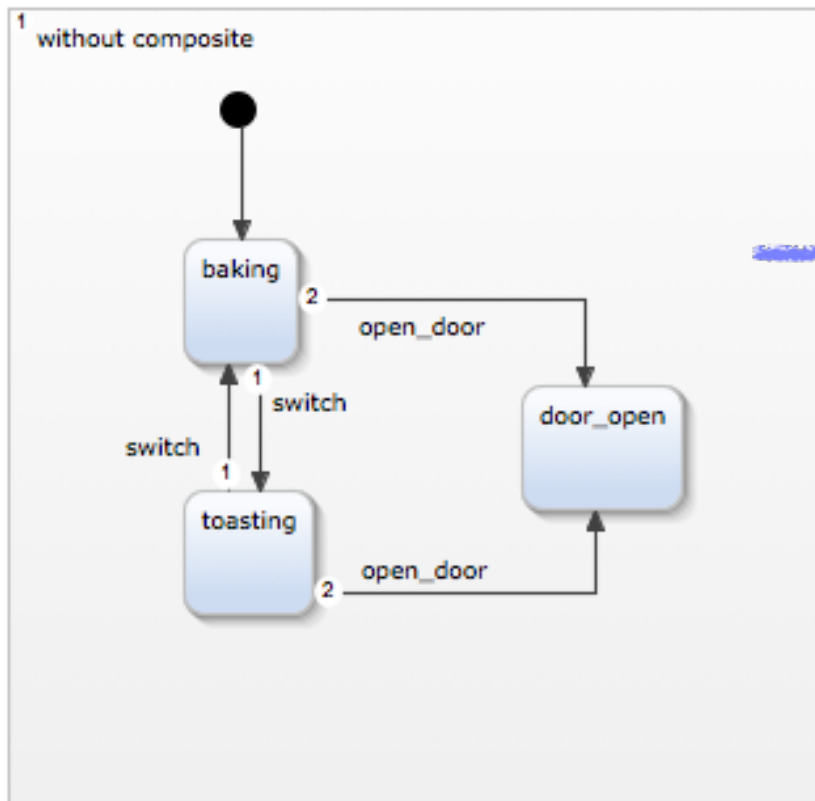 1
without composite
baking
2
open_door
1
switch
door_open
switch
1
toasting
open_door
2